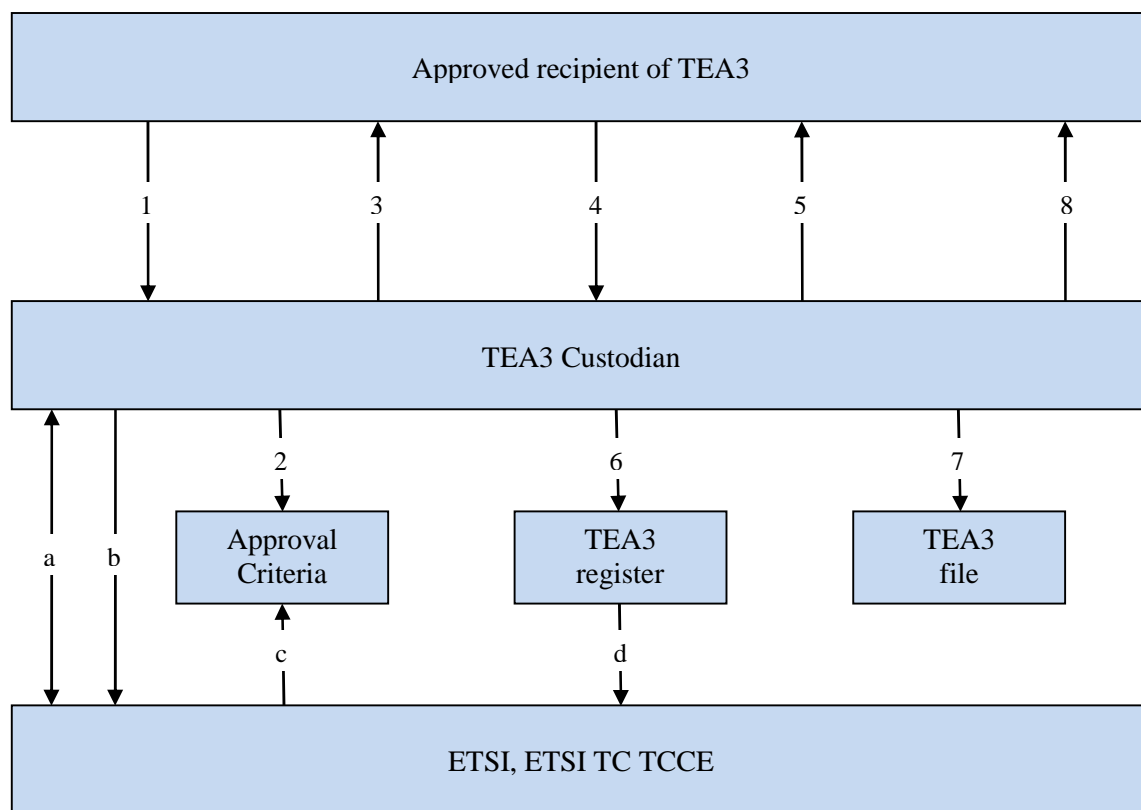 Approved recipient of TEA3
1
3
4
5
8
TEA3 Custodian
2
6
7
a
b
Approval
Criteria
TEA3
register
TEA3
file
c
d
ETSI, ETSI TC TCCE